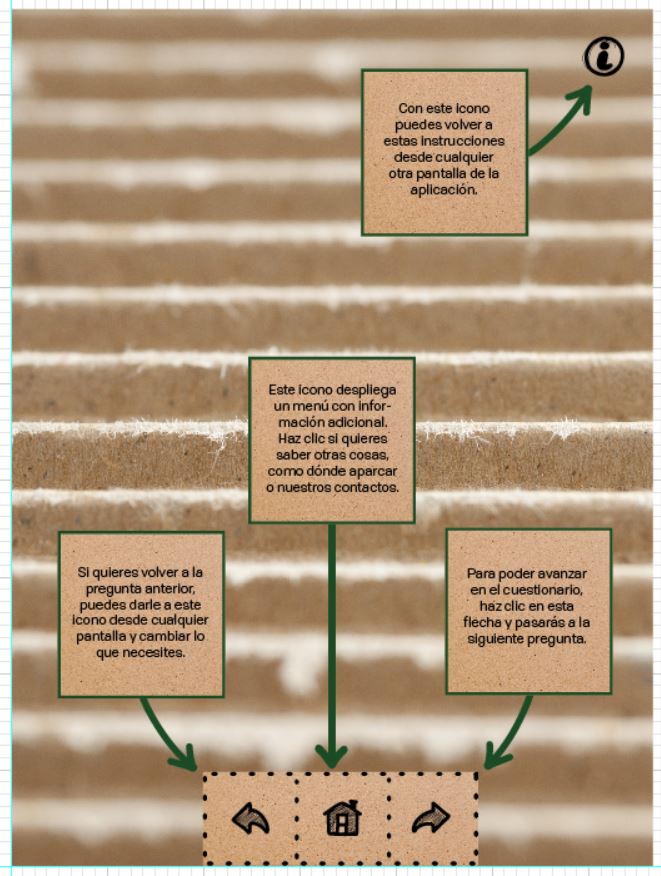 Con este icono
puedes volver a
estas instrucciones
desde cualquier
otra pantalla de la
aplicación.
Este icono despliega
un menú con infor-
mación adicional.
Haz clic si quieres
saber otras cosas,
como dónde aparcar
o nuestros contactos.
Si quieres volver a la
pregunta anterior,
puedes darle a este
icono desde cualquier
pantalla y cambiar lo
que necesites.
Para poder avanzar
en el cuestionario,
haz clic en esta
flecha y pasarás a la
siguiente pregunta.